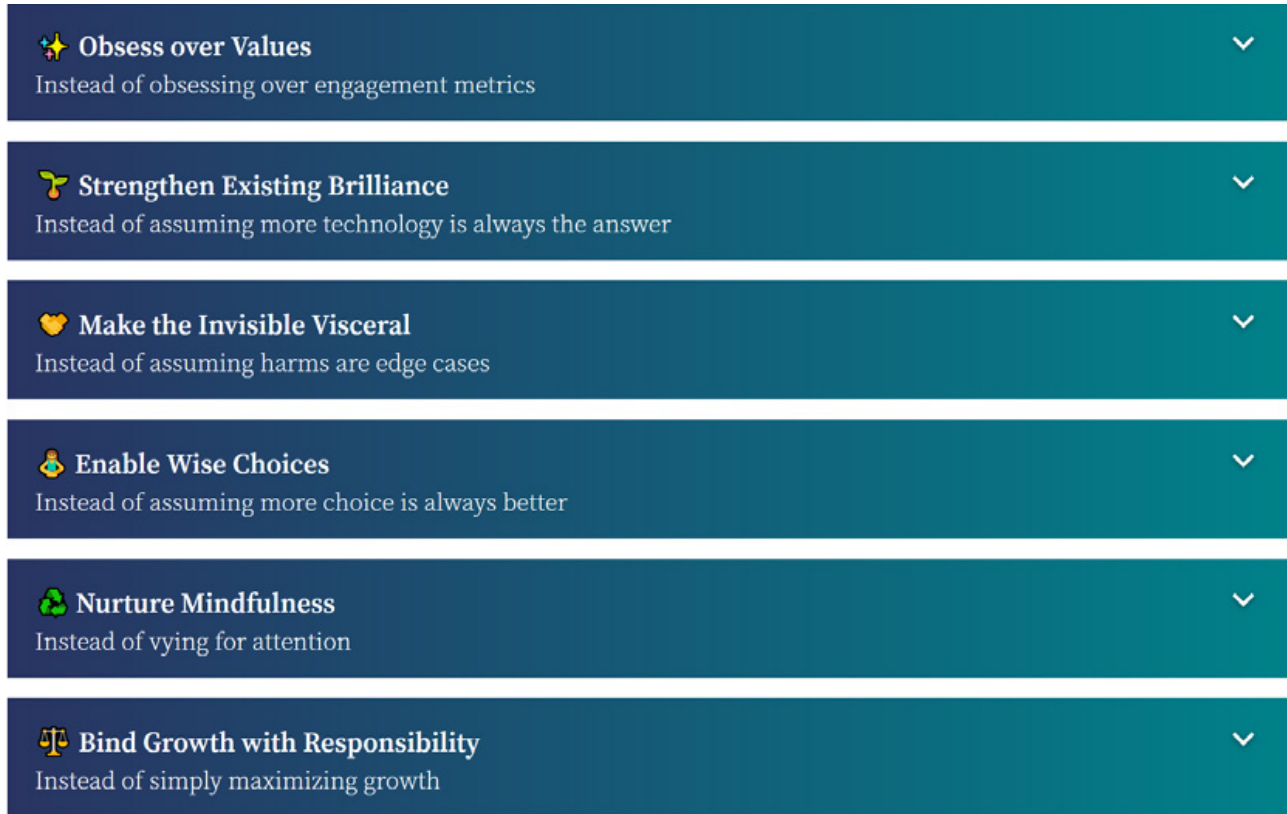 Obsess over Values
Instead of obsessing over engagement metrics
Strengthen Existing Brilliance
Instead of assuming more technology is always the answer
Make the Invisible Visceral
Instead of assuming harms are edge cases
Enable Wise Choices
Instead of assuming more choice is always better
Nurture Mindfulness
Instead of vying for attention
Bind Growth with Responsibility
Instead of simply maximizing growth